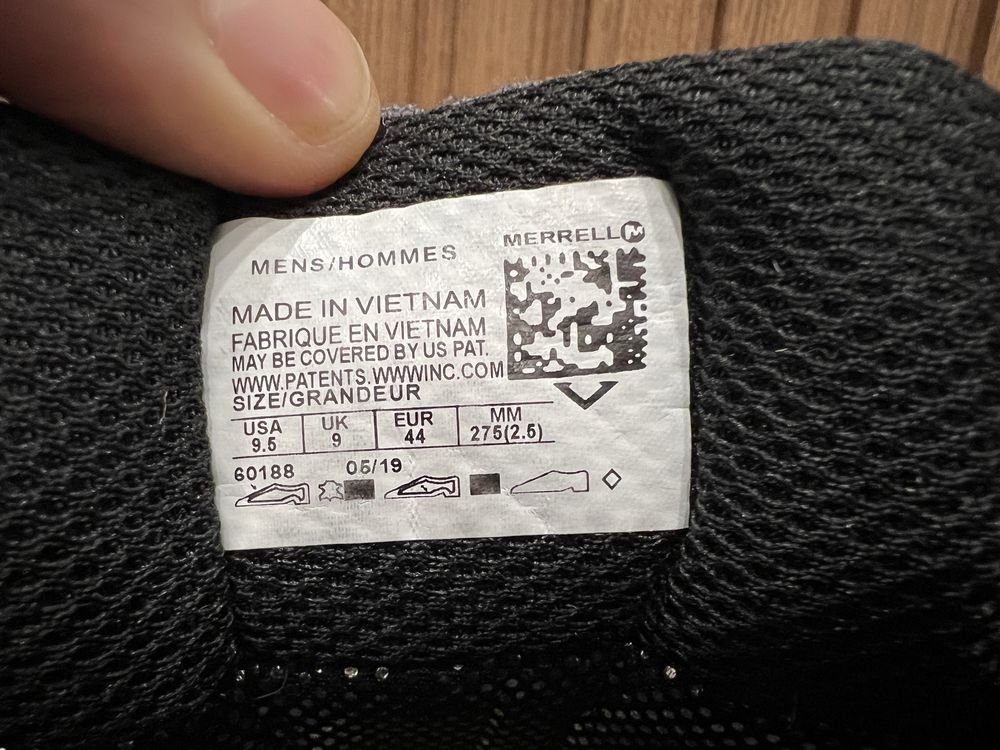 MERRELL
MENS/HOMMES
MADE IN VIETNAM
FABRIQUE EN VIETNAM
MAY BE COVERED BY US PAT.
WWW.PATENTS.WWWINC.COM
SIZE/GRANDEUR
USA UK EUR MM
9.5 9 44 275(2.5)
60188 05/19